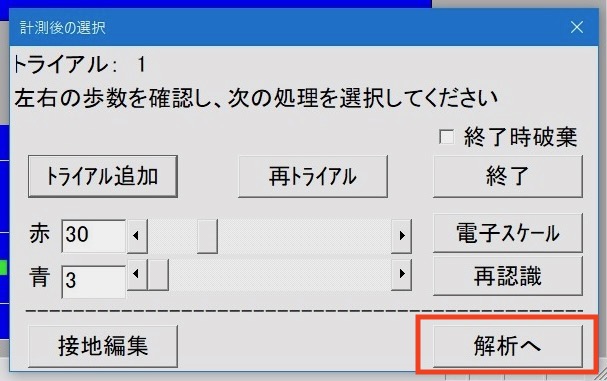 計測後の選択
トライアル: 1
左右の歩数を確認し、次の処理を選択してください
終了時破棄
トライアル追加 再トライアル 終了
赤 30 電子スケール
青 3 再認識
接地編集 解析へ